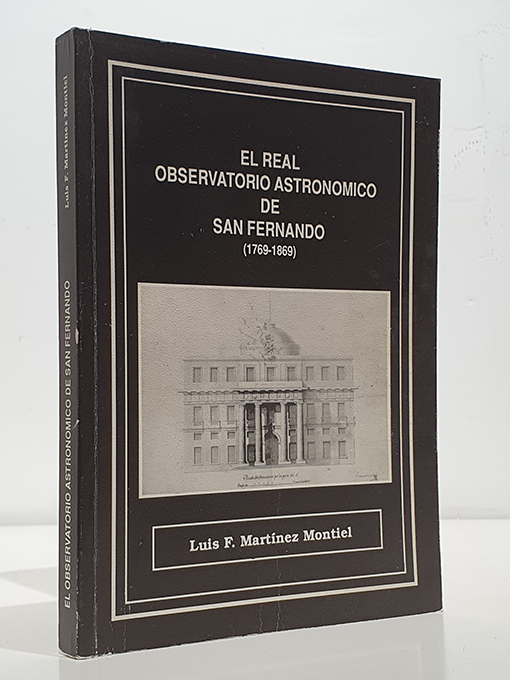 EL REAL
OBSERVATORIO ASTRONOMICO
DE
SAN FERNANDO
(1769-1869)
Luis F. Martínez Montiel
EL OBSERVATORIO ASTRONOMICO DE SAN FERNANDO
Luis F. Martínez Montiel